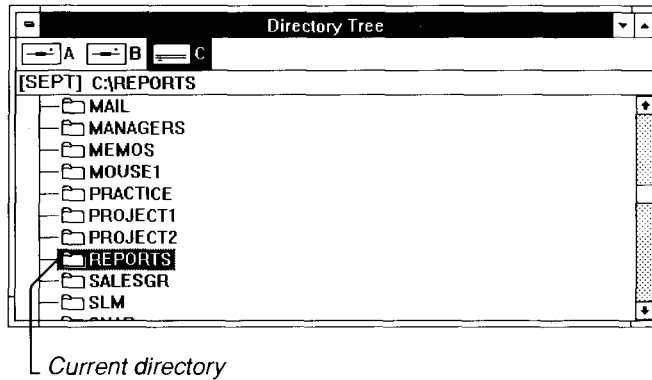 Directory Tree
A B C
[SEPT] C:\REPORTS
MAIL
MANAGERS
MEMOS
MOUSE1
PRACTICE
PROJECT1
PROJECT2
REPORTS
SALESGR
SLM
Current directory